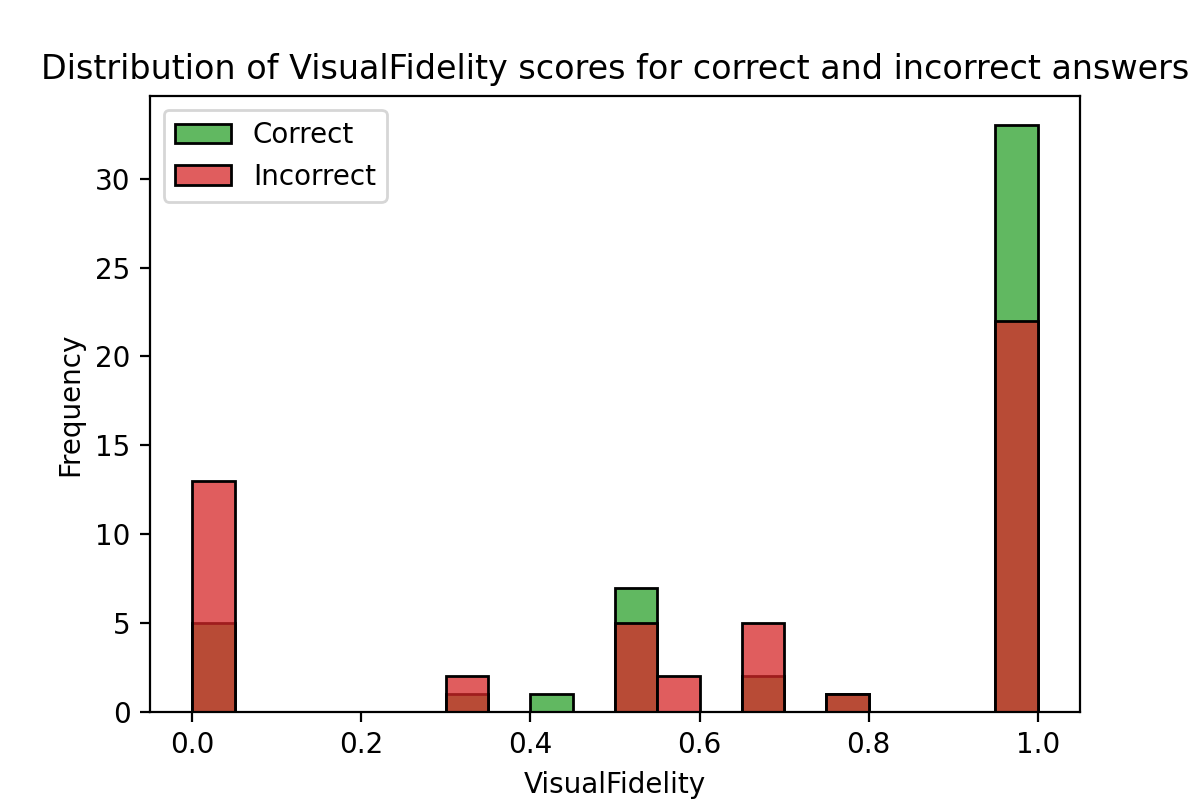 Distribution of VisualFidelity scores for correct and incorrect answers
Correct
Incorrect
30
25
20
15
10
5
0
Frequency
0.0 0.2 0.4 0.6 0.8 1.0
VisualFidelity